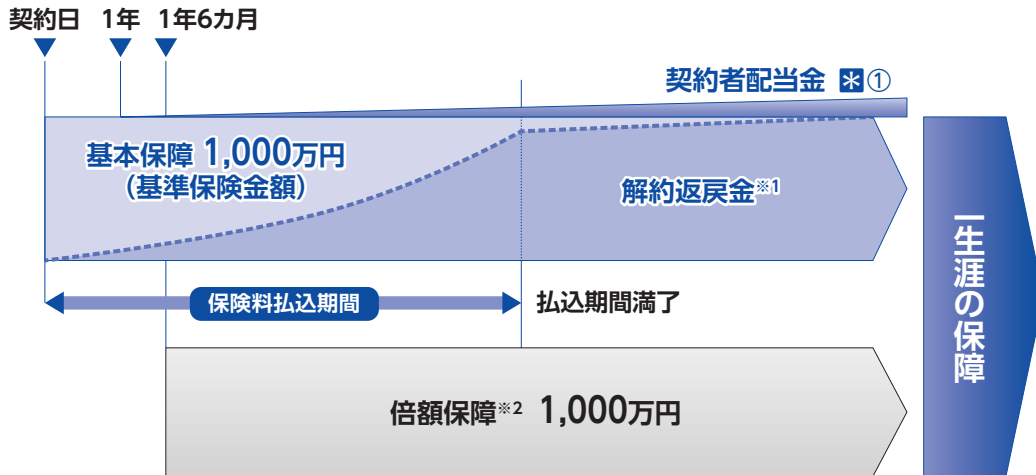 契約日 1年 1年6カ月
契約者配当金 *①
基本保障 1,000万円
(基準保険金額)
解約返戻金※1
保険料払込期間
払込期間満了
倍額保障※2 1,000万円
一生涯の保障